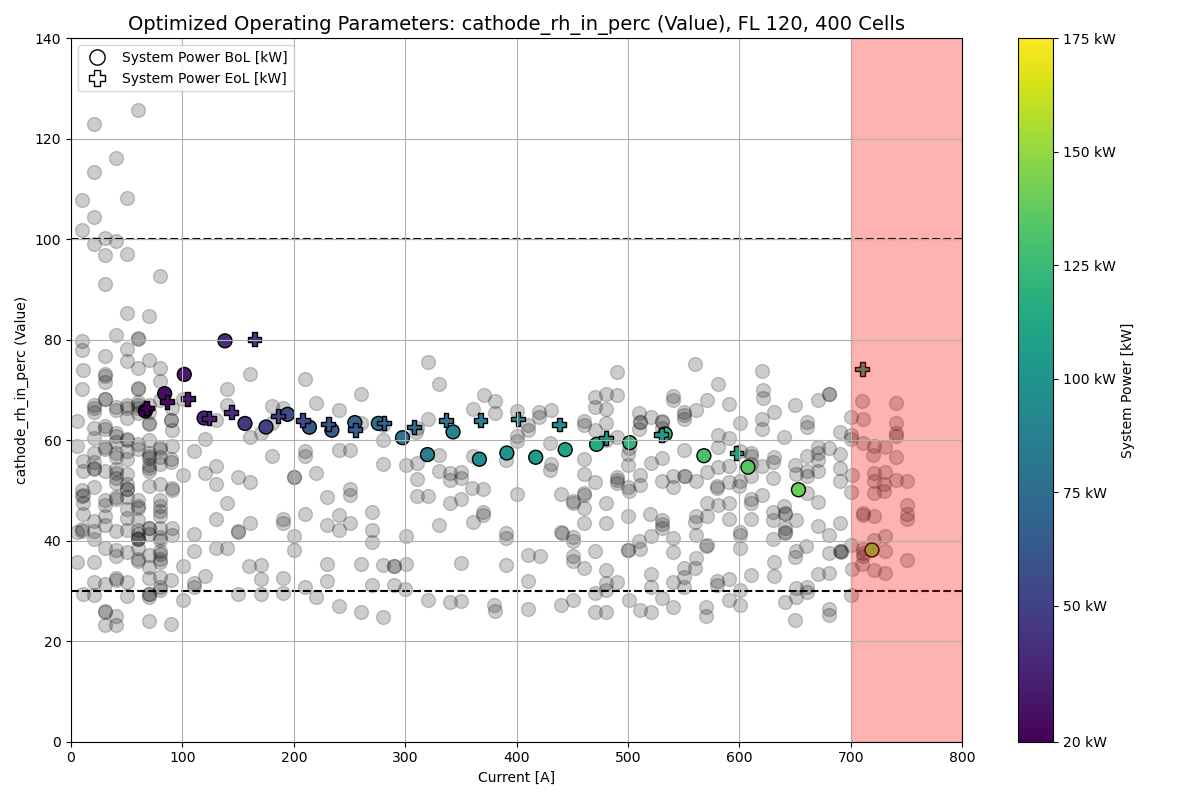 Optimized Operating Parameters: cathode_rh_in_perc (Value), FL 120, 400 Cells
System Power BoL [kW]
System Power EoL [kW]
cathode_rh_in_perc (Value)
140
120
100
80
60
40
20
0
0 100 200 300 400 500 600 700 800
Current [A]
175 kW
150 kW
125 kW
100 kW
75 kW
50 kW
20 kW
System Power [kW]